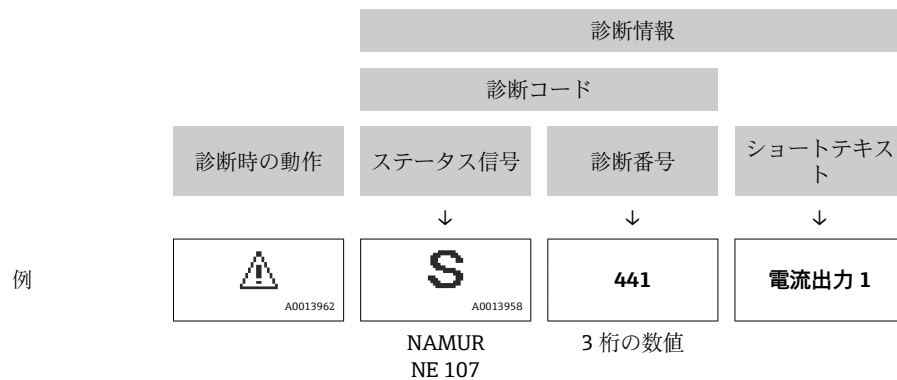 診断情報
診断コード
診断時の動作
ステータス信号
診断番号
ショートテキス
ト
↓ ↓ ↓
例
A0013962
S
A0013958
441
電流出力 1
NAMUR
NE 107
3 桁の数値